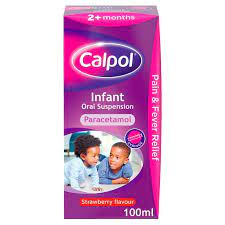 2+ months
Calpol®
Infant
Oral Suspension
Paracetamol
Pain & Fever Relief
Strawberry flavour
100ml